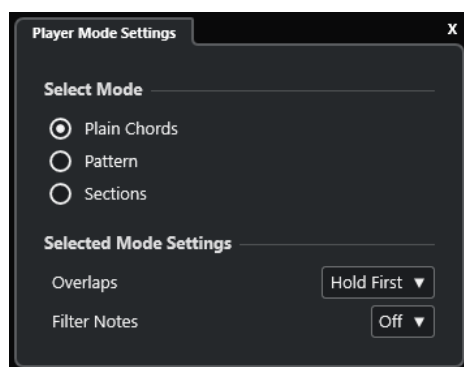 Player Mode Settings X
Select Mode
Plain Chords
Pattern
Sections
Selected Mode Settings
Overlaps Hold First
Filter Notes Off